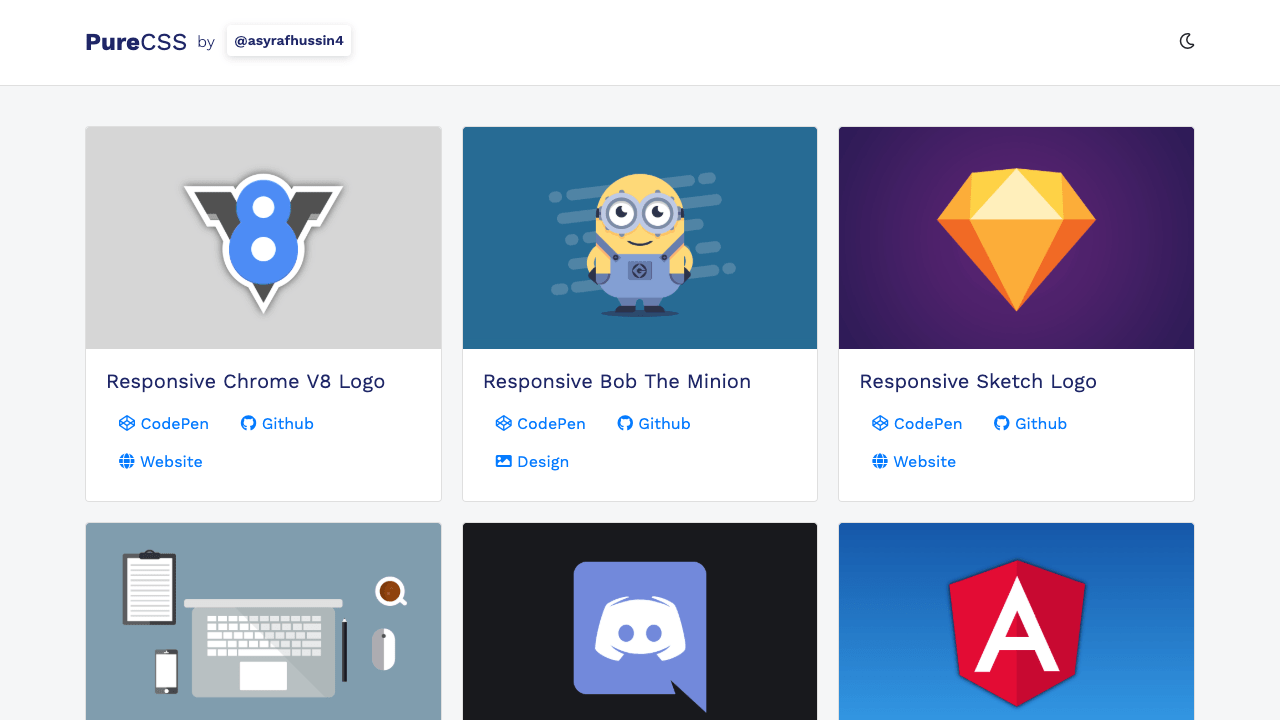 PureCSS by @asyrafhussin4
8
Responsive Chrome V8 Logo
CodePen Github
Website
Responsive Bob The Minion
CodePen Github
Design
Responsive Sketch Logo
CodePen Github
Website
A